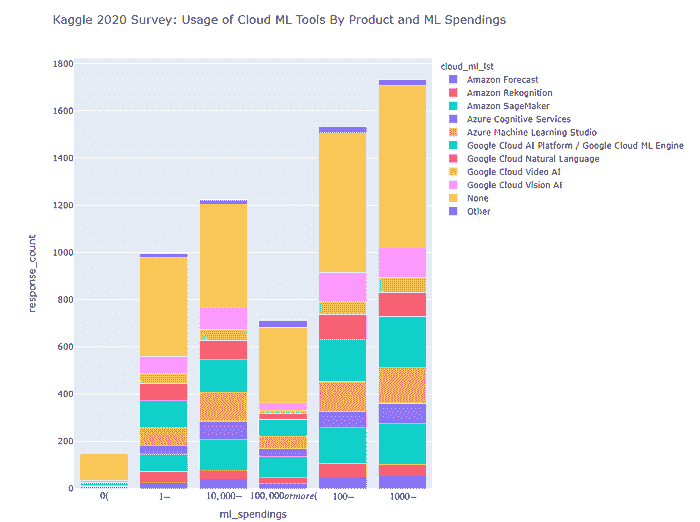 Kaggle 2020 Survey: Usage of Cloud ML Tools By Product and ML Spendings
1800
1600
1400
1200
1000
800
600
400
200
0
response_count
0(
1−
10,000−
100,000ormore(
100−
1000−
ml_spendings
cloud_ml_lst
Amazon Forecast
Amazon Rekognition
Amazon SageMaker
Azure Cognitive Services
Azure Machine Learning Studio
Google Cloud AI Platform / Google Cloud ML Engine
Google Cloud Natural Language
Google Cloud Video AI
Google Cloud Vision AI
None
Other